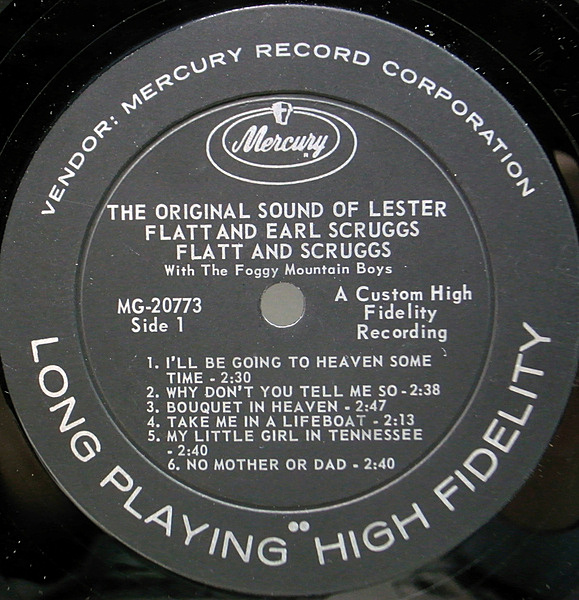 VENDOR: MERCURY RECORD CORPORATION
Mercury
THE ORIGINAL SOUND OF LESTER
FLATT AND EARL SCRUGGS
FLATT AND SCRUGGS
With The Foggy Mountain Boys
MG-20773
Side 1
A Custom High
Fidelity
Recording
1. I'LL BE GOING TO HEAVEN SOME
TIME - 2:30
2. WHY DON'T YOU TELL ME SO - 2:38
3. BOUQUET IN HEAVEN - 2:47
4. TAKE ME IN A LIFEBOAT - 2:13
5. MY LITTLE GIRL IN TENNESSEE
- 2:40
6. NO MOTHER OR DAD - 2:40
LONG PLAYING HIGH FIDELITY